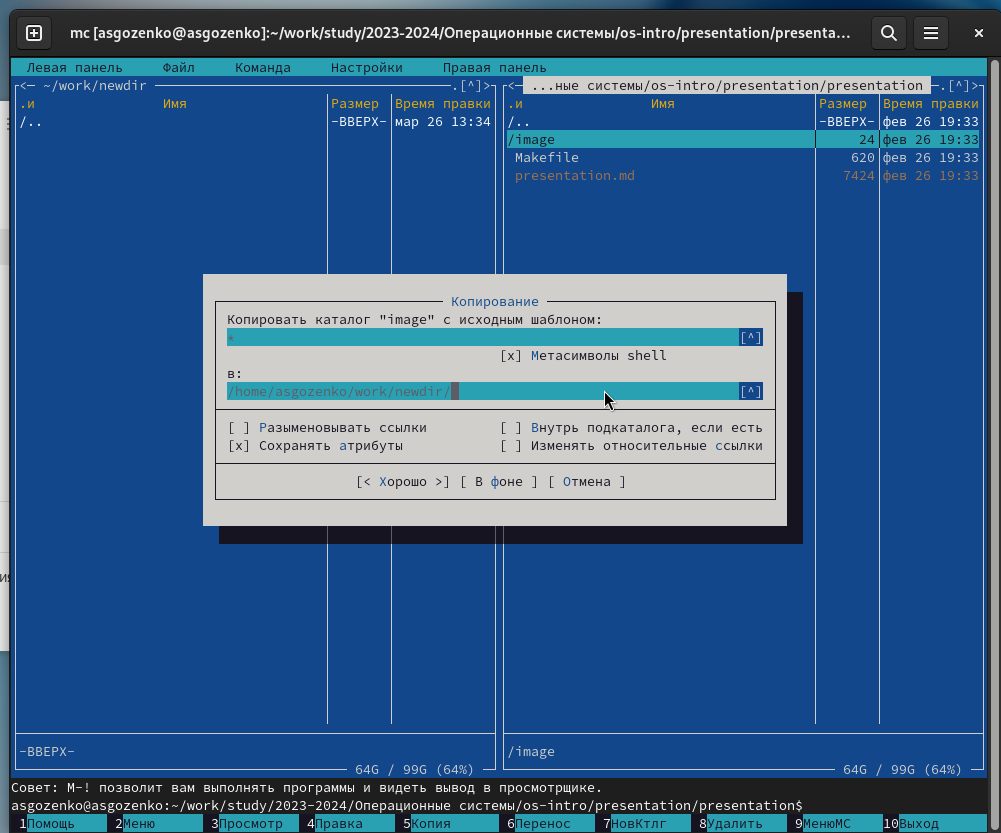 mc [asgozenko@asgozenko]:~/work/study/2023-2024/Операционные системы/os-intro/presentation/presenta...
Левая панель Файл Команда Настройки Правая панель
<─ ~/work/newdir .[^]>
.и Имя Размер Время правки
/.. -ВВЕРХ- мар 26 13:34
<─ ...ные системы/os-intro/presentation/presentation .[^]>
.и Имя Размер Время правки
/.. -ВВЕРХ- фев 26 19:33
/image 24 фев 26 19:33
Makefile 620 фев 26 19:33
presentation.md 7424 фев 26 19:33
Копирование
Копировать каталог "image" с исходным шаблоном:
* [^]
[x] Метасимволы shell
в:
/home/asgozenko/work/newdir/ [^]
[ ] Разыменовывать ссылки [ ] Внутрь подкаталога, если есть
[x] Сохранять атрибуты [ ] Изменять относительные ссылки
[< Хорошо >] [ В фоне ] [ Отмена ]
-ВВЕРХ-
64G / 99G (64%)
/image
64G / 99G (64%)
Совет: M-! позволит вам выполнять программы и видеть вывод в просмотрщике.
asgozenko@asgozenko:~/work/study/2023-2024/Операционные системы/os-intro/presentation/presentation$
1Помощь 2Меню 3Просмотр 4Правка 5Копия 6Перенос 7НовКтлг 8Удалить 9МенюMC 10Выход